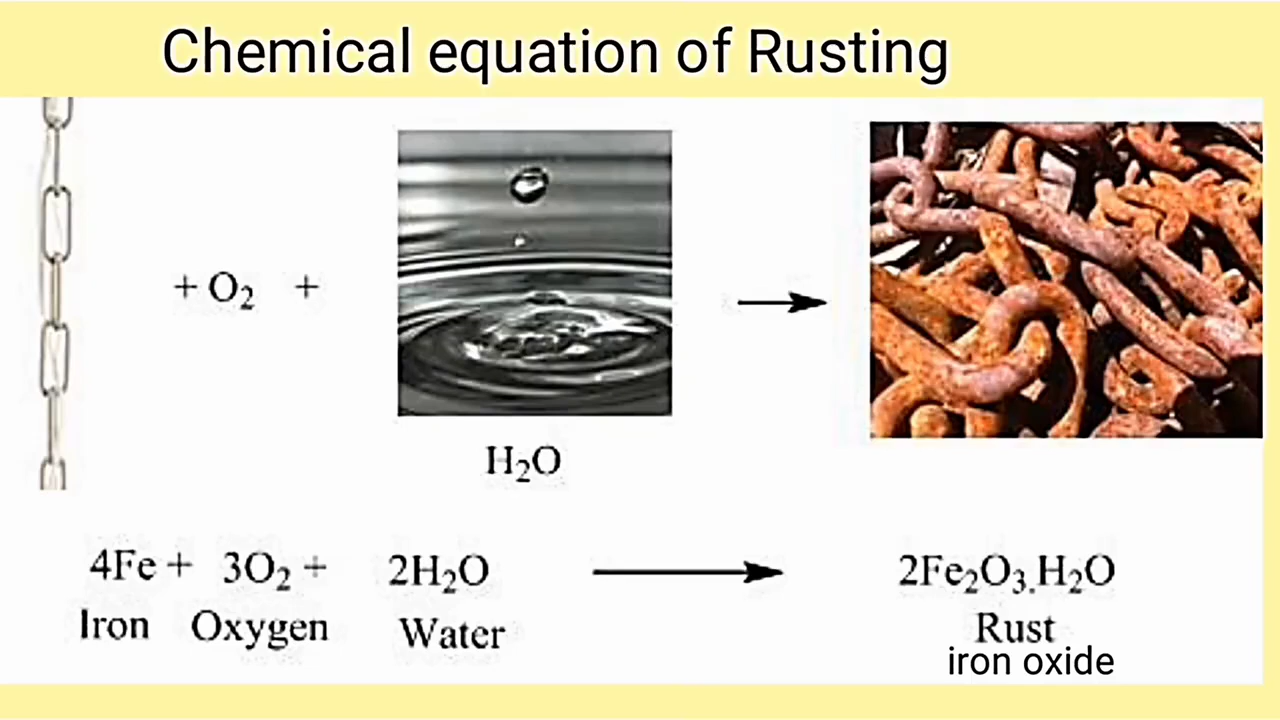 Chemical equation of Rusting
+ O₂ +
H₂O
4Fe + 3O₂ + 2H₂O 2Fe₂O₃.H₂O
Iron Oxygen Water Rust
iron oxide